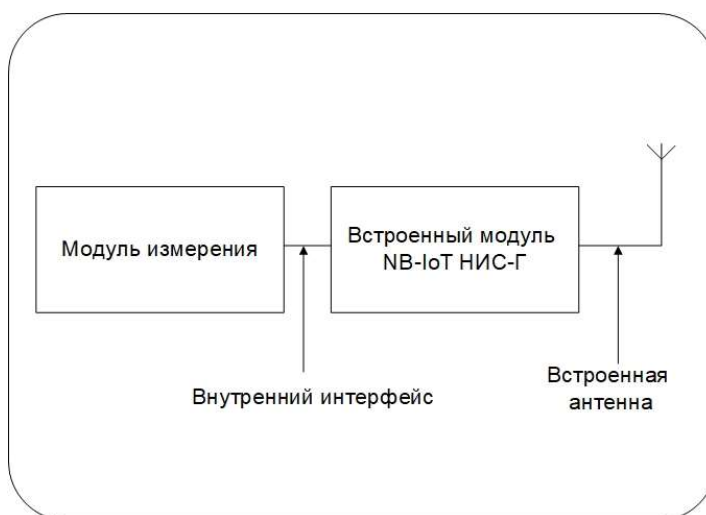 Модуль измерения
Встроенный модуль
NB-IoT НИС-Г
Внутренний интерфейс
Встроенная
антенна